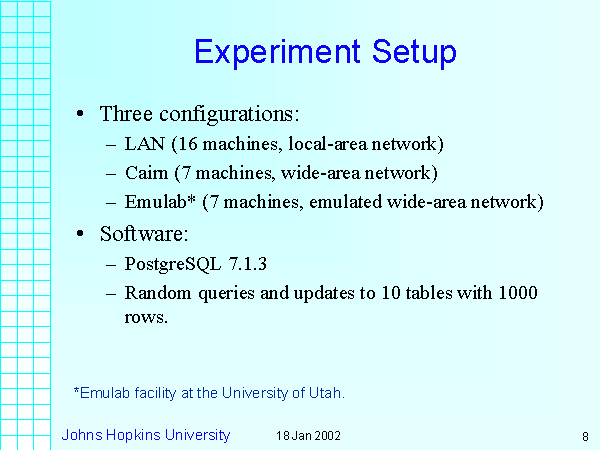 Experiment Setup
• Three configurations:
– LAN (16 machines, local-area network)
– Cairn (7 machines, wide-area network)
– Emulab* (7 machines, emulated wide-area network)
• Software:
– PostgreSQL 7.1.3
– Random queries and updates to 10 tables with 1000
rows.
*Emulab facility at the University of Utah.
Johns Hopkins University 18 Jan 2002 8